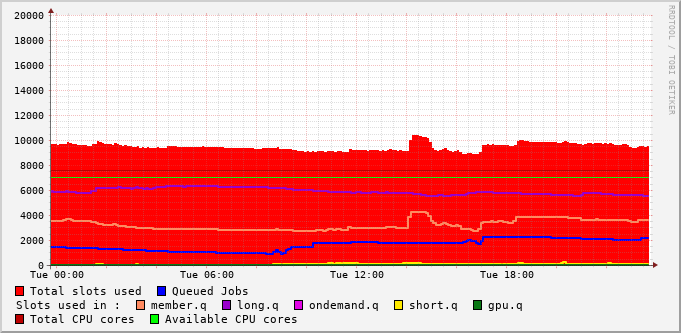 RRDTOOL / TOBI OETIKER
20000
18000
16000
14000
12000
10000
8000
6000
4000
2000
0
Tue 00:00 Tue 06:00 Tue 12:00 Tue 18:00
Total slots used Queued Jobs
Slots used in : member.q long.q ondemand.q short.q gpu.q
Total CPU cores Available CPU cores